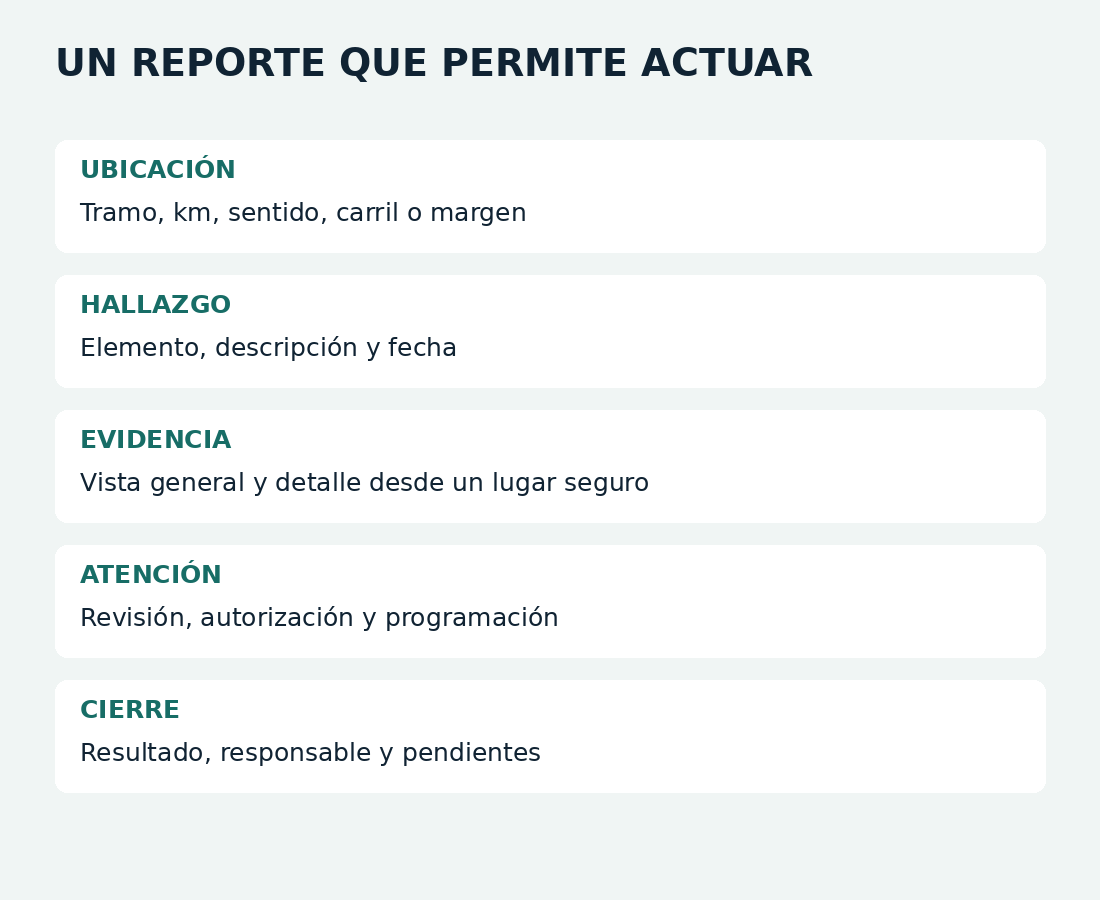 UN REPORTE QUE PERMITE ACTUAR
UBICACIÓN
Tramo, km, sentido, carril o margen
HALLAZGO
Elemento, descripción y fecha
EVIDENCIA
Vista general y detalle desde un lugar seguro
ATENCIÓN
Revisión, autorización y programación
CIERRE
Resultado, responsable y pendientes